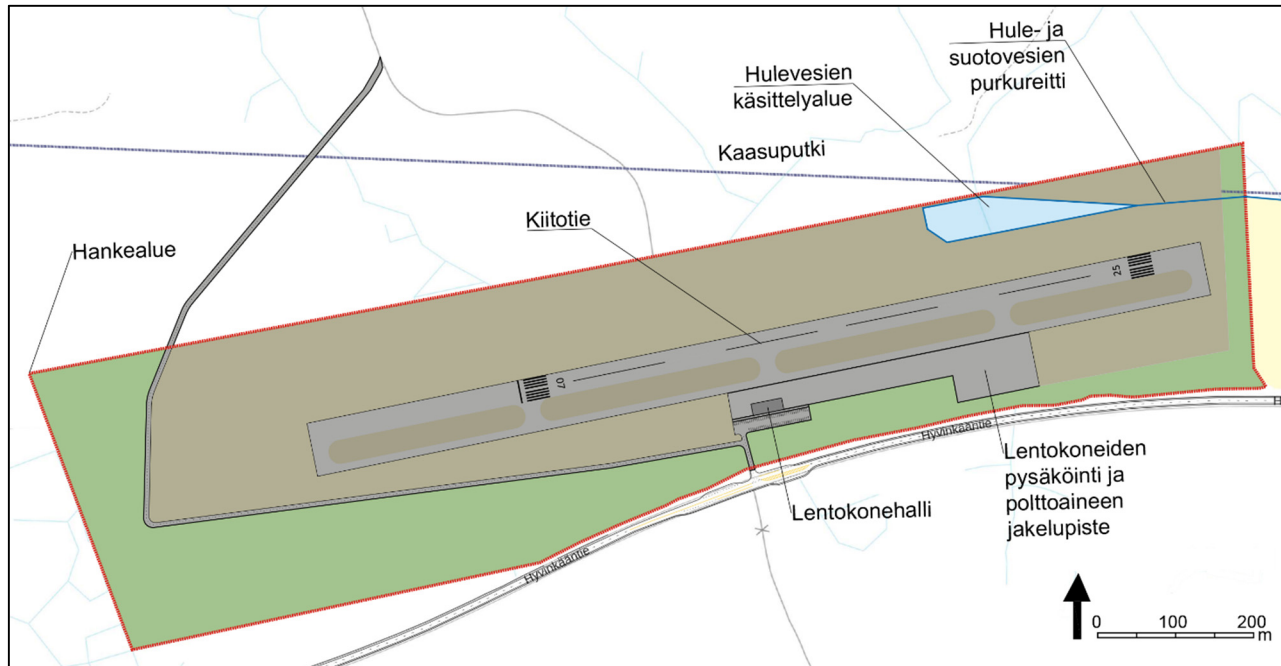 Hule- ja
suotovesien
purkureitti
Hulevesien
käsittelyalue
Kaasuputki
Kiitotie
Hankealue
25
07
Hyvinkääntie
H
Lentokoneiden
pysäköinti ja
polttoaineen
jakelupiste
Lentokonehalli
Hyvinkääntie
0 100 200
m